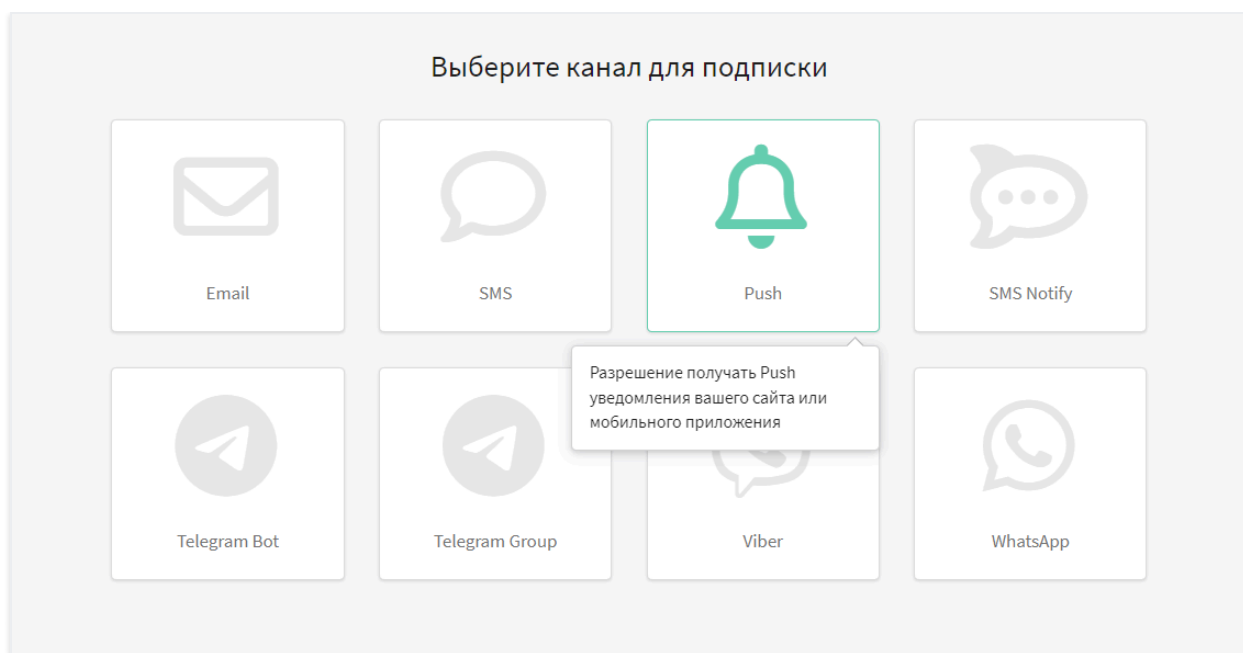 Выберите канал для подписки
Email
SMS
Push
SMS Notify
Разрешение получать Push
уведомления вашего сайта или
мобильного приложения
Telegram Bot
Telegram Group
Viber
WhatsApp